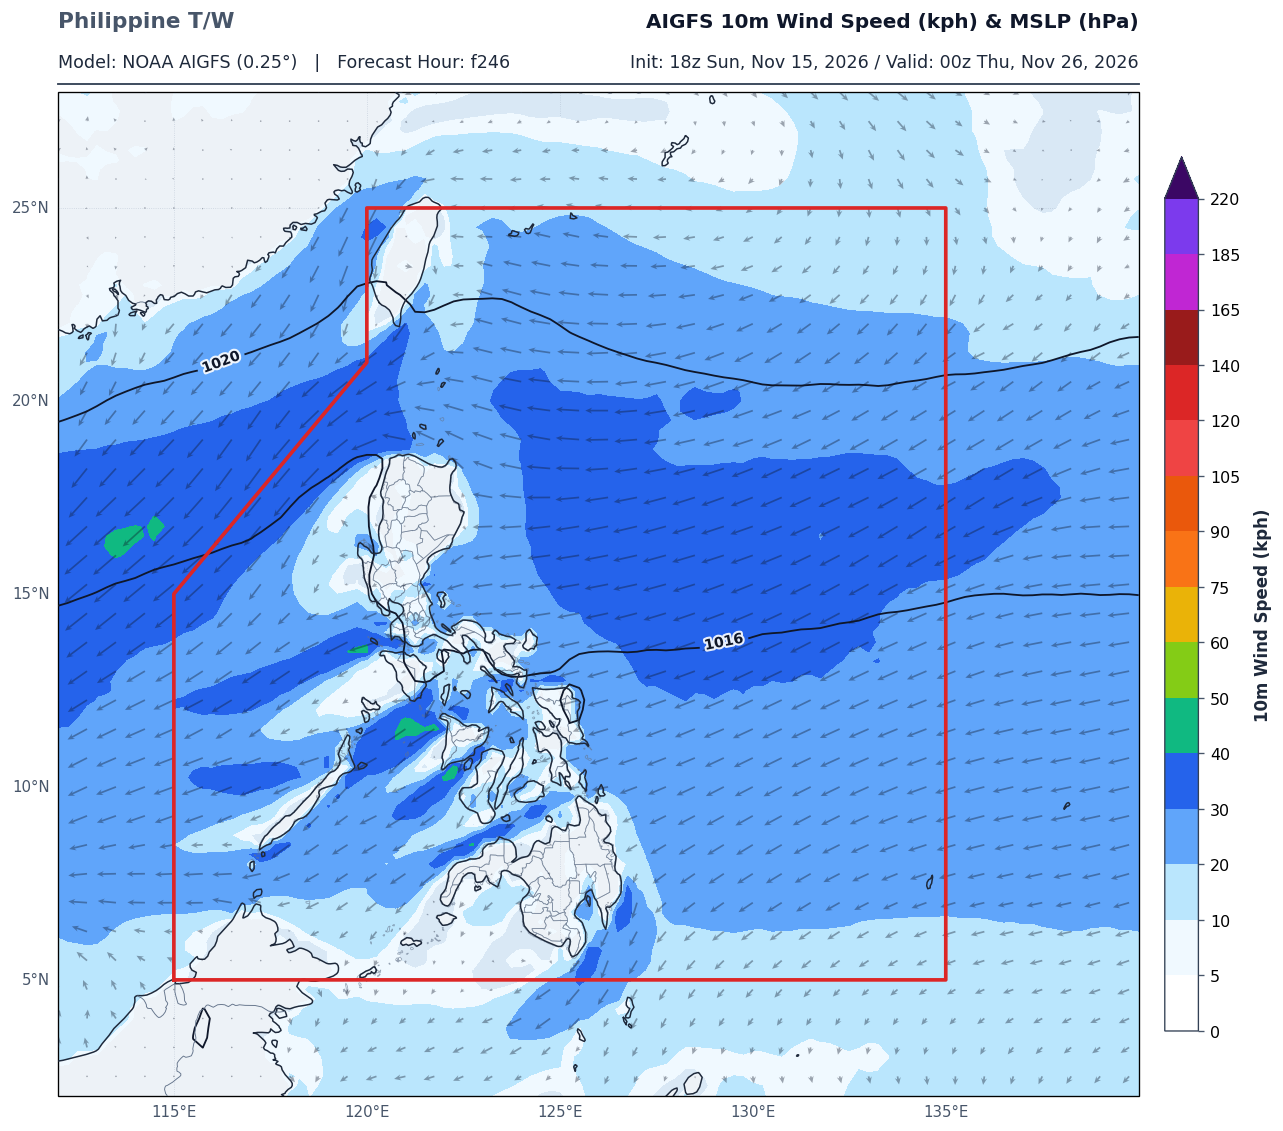 Philippine T/W
AIGFS 10m Wind Speed (kph) & MSLP (hPa)
Model: NOAA AIGFS (0.25°) | Forecast Hour: f246
Init: 18z Sun, Nov 15, 2026 / Valid: 00z Thu, Nov 26, 2026
25°N
20°N
15°N
10°N
5°N
115°E
120°E
125°E
130°E
135°E
1020
1016
220
185
165
140
120
105
90
75
60
50
40
30
20
10
5
0
10m Wind Speed (kph)